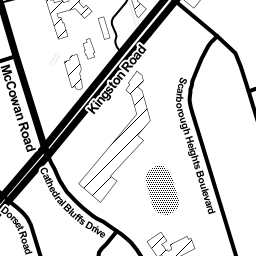 Kingston Road
McCowan Road
Scarborough Heights Boulevard
Cathedral Bluffs Drive
Dorset Road